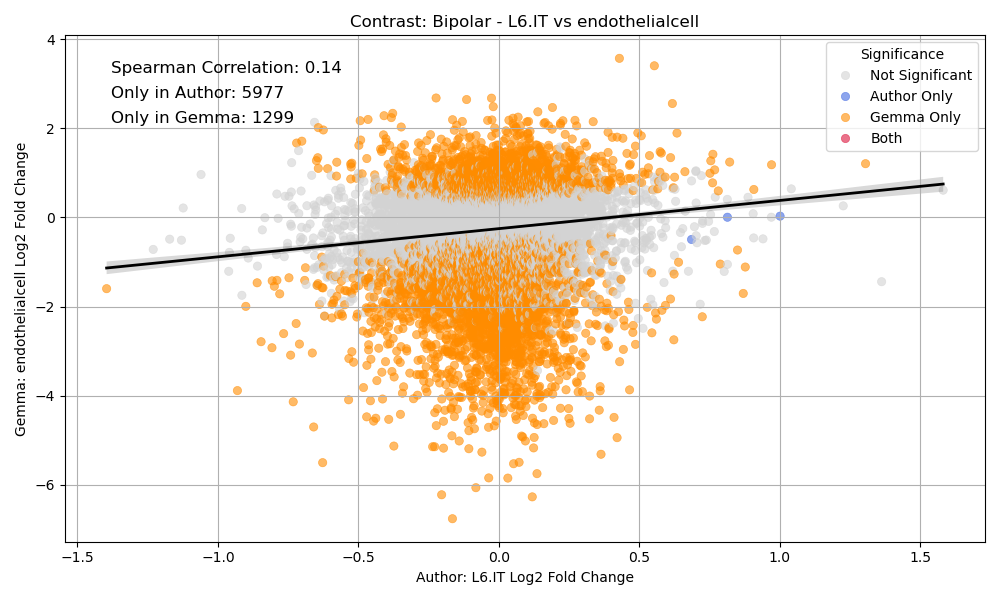 Contrast: Bipolar - L6.IT vs endothelialcell
Spearman Correlation: 0.14
Only in Author: 5977
Only in Gemma: 1299
Significance
Not Significant
Author Only
Gemma Only
Both
Gemma: endothelialcell Log2 Fold Change
4
2
0
−2
−4
−6
−1.5
−1.0
−0.5
0.0
0.5
1.0
1.5
Author: L6.IT Log2 Fold Change